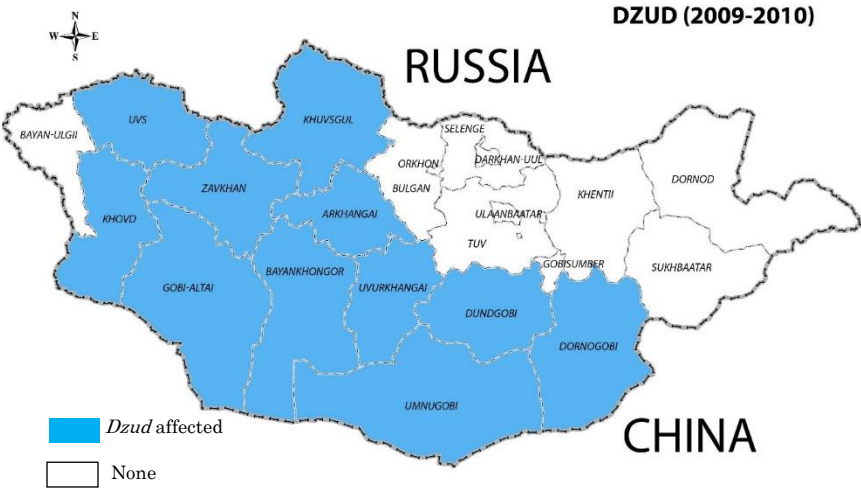 DZUD (2009-2010)
N
W E
S
RUSSIA
BAYAN-ULGII
UVS
KHUVSGUL
SELENGE
ORKHON
DARKHAN-UUL
ZAVKHAN
BULGAN
KHENTII
DORNOD
KHOVD
ARKHANGAI
ULAANBAATAR
TUV
GOBISUMBER
SUKHBAATAR
GOBI-ALTAI
BAYANKHONGOR
UVURKHANGAI
DUNDGOBI
DORNOGOBI
UMNUGOBI
CHINA
Dzud affected
None